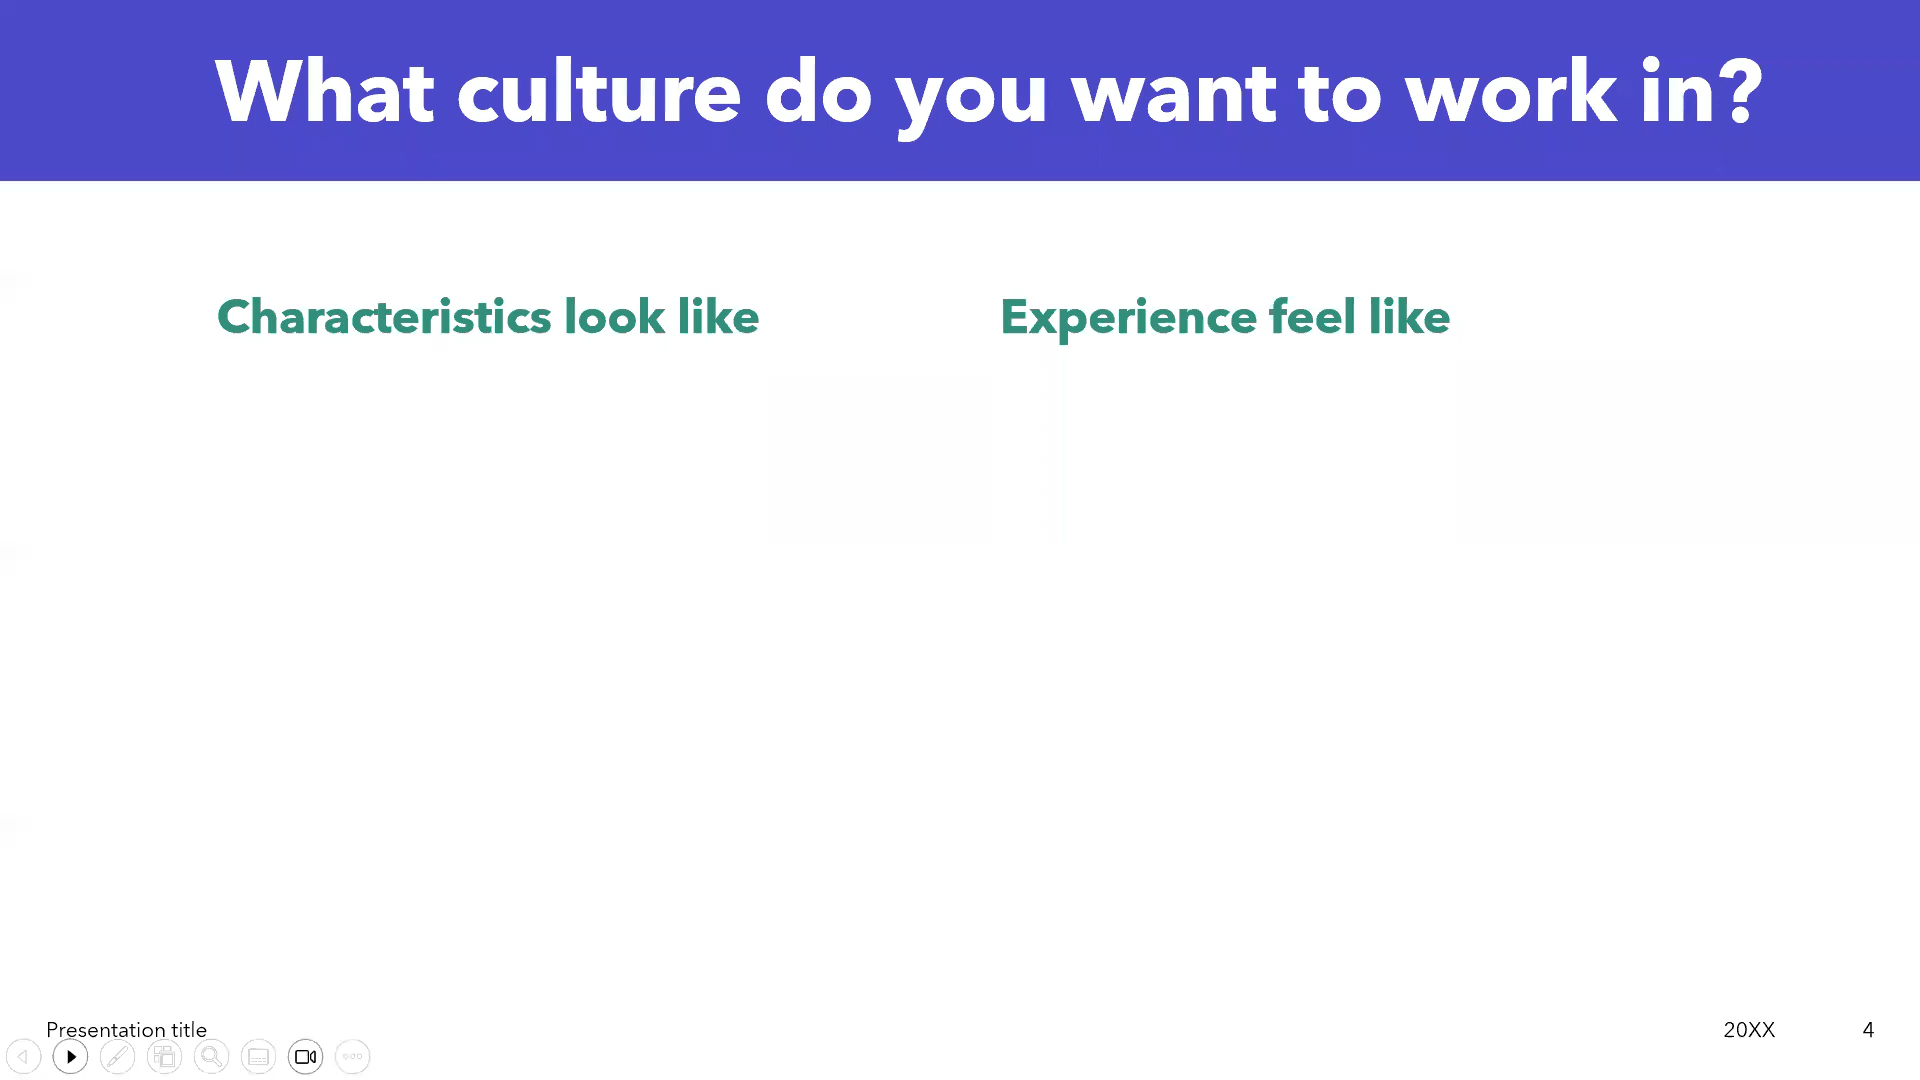 What culture do you want to work in?
Characteristics look like
Experience feel like
Presentation title
20XX
4